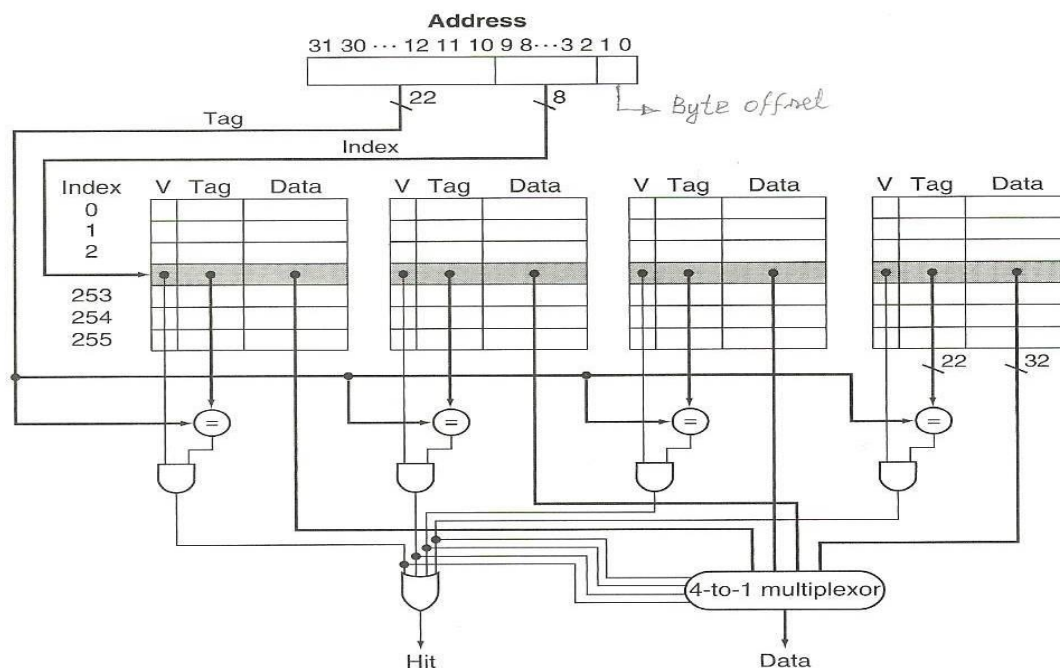 Address
31 30 ··· 12 11 10 9 8···3 2 1 0
22
8
Byte offset
Tag
Index
Index V Tag Data V Tag Data V Tag Data V Tag Data
0
1
2
253
254
255
22 32
= = = =
4-to-1 multiplexor
Hit Data